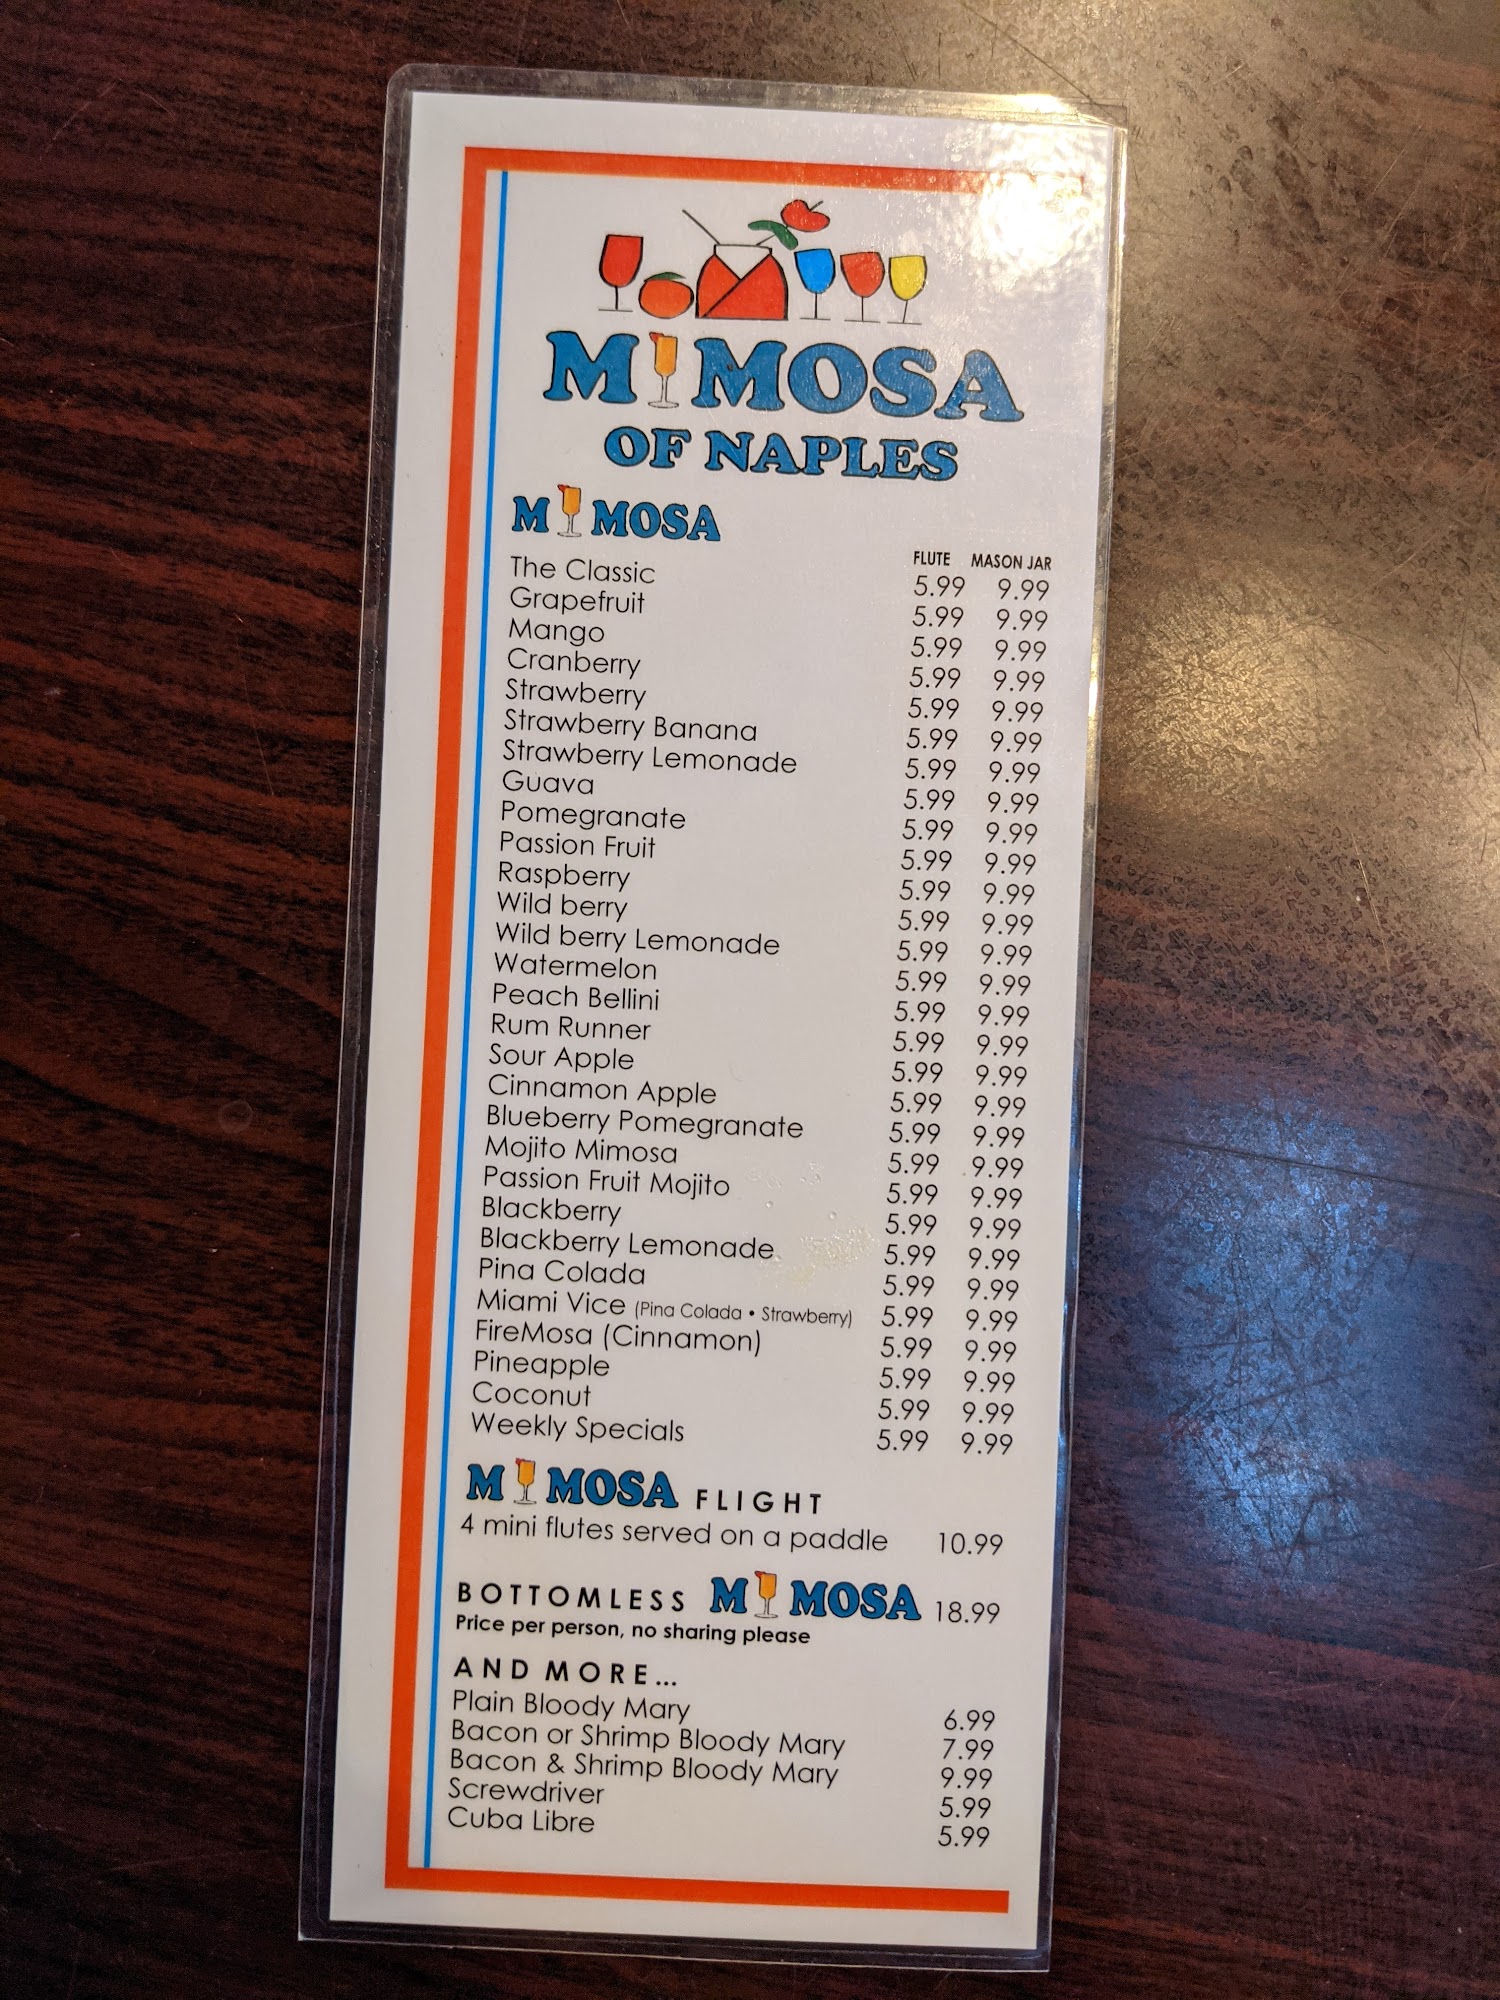 MIMOSA
OF NAPLES
MIMOSA
FLUTE MASON JAR
The Classic 5.99 9.99
Grapefruit 5.99 9.99
Mango 5.99 9.99
Cranberry 5.99 9.99
Strawberry 5.99 9.99
Strawberry Banana 5.99 9.99
Strawberry Lemonade 5.99 9.99
Guava 5.99 9.99
Pomegranate 5.99 9.99
Passion Fruit 5.99 9.99
Raspberry 5.99 9.99
Wild berry 5.99 9.99
Wild berry Lemonade 5.99 9.99
Watermelon 5.99 9.99
Peach Bellini 5.99 9.99
Rum Runner 5.99 9.99
Sour Apple 5.99 9.99
Cinnamon Apple 5.99 9.99
Blueberry Pomegranate 5.99 9.99
Mojito Mimosa 5.99 9.99
Passion Fruit Mojito 5.99 9.99
Blackberry 5.99 9.99
Blackberry Lemonade 5.99 9.99
Pina Colada 5.99 9.99
Miami Vice (Pina Colada • Strawberry) 5.99 9.99
FireMosa (Cinnamon) 5.99 9.99
Pineapple 5.99 9.99
Coconut 5.99 9.99
Weekly Specials 5.99 9.99
MIMOSA FLIGHT
4 mini flutes served on a paddle 10.99
BOTTOMLESS MIMOSA 18.99
Price per person, no sharing please
AND MORE...
Plain Bloody Mary 6.99
Bacon or Shrimp Bloody Mary 7.99
Bacon & Shrimp Bloody Mary 9.99
Screwdriver 5.99
Cuba Libre 5.99